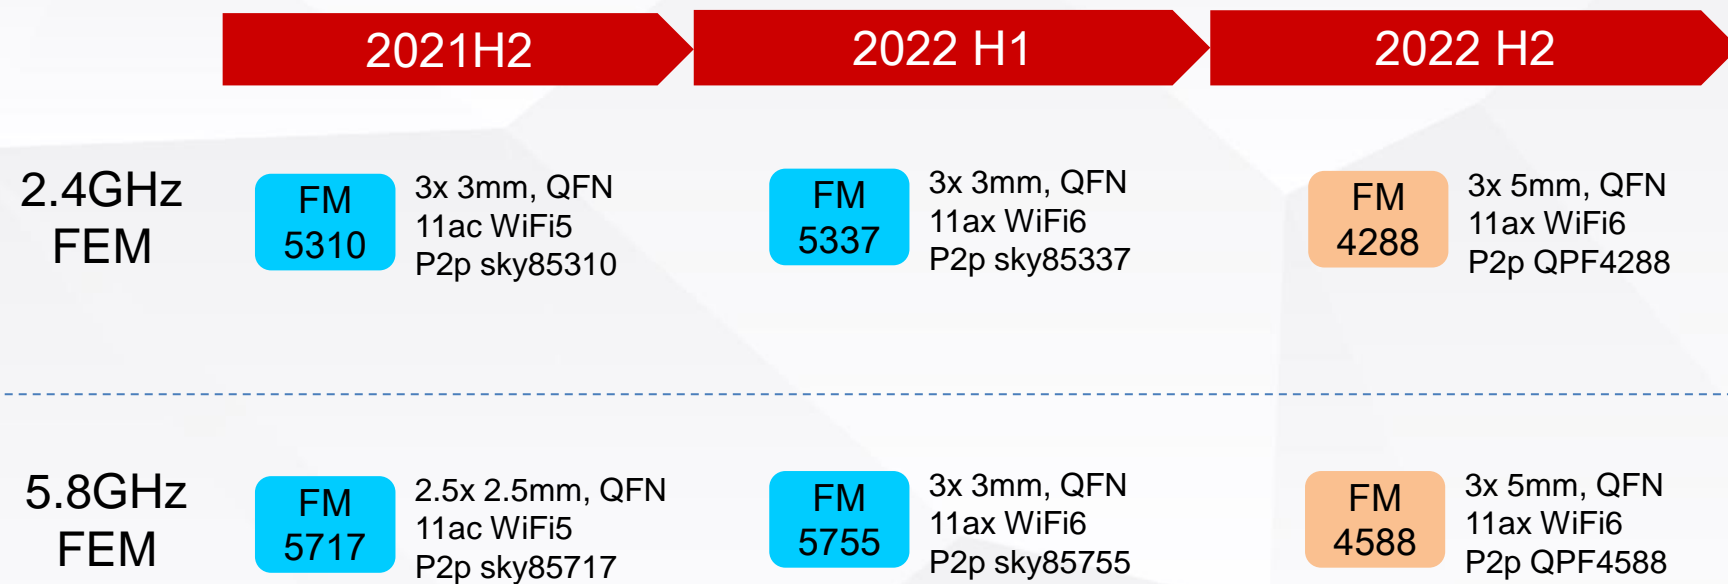 2021H2
2022 H1
2022 H2
2.4GHz
FEM
FM
5310
3x 3mm, QFN
11ac WiFi5
P2p sky85310
FM
5337
3x 3mm, QFN
11ax WiFi6
P2p sky85337
FM
4288
3x 5mm, QFN
11ax WiFi6
P2p QPF4288
5.8GHz
FEM
FM
5717
2.5x 2.5mm, QFN
11ac WiFi5
P2p sky85717
FM
5755
3x 3mm, QFN
11ax WiFi6
P2p sky85755
FM
4588
3x 5mm, QFN
11ax WiFi6
P2p QPF4588